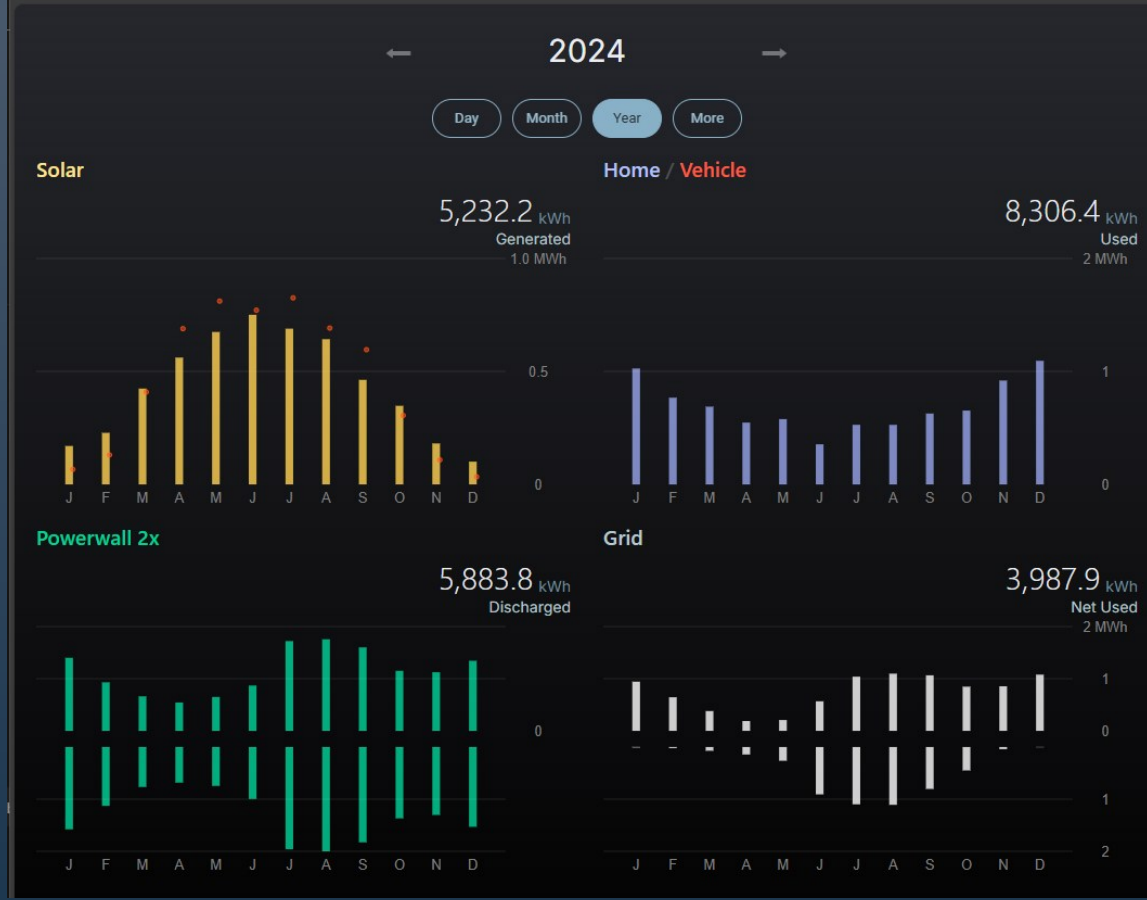 ← 2024 →
Day Month Year More
Solar
5,232.2 kWh
Generated
1.0 MWh
0.5
0
J F M A M J J A S O N D
Home / Vehicle
8,306.4 kWh
Used
2 MWh
1
0
J F M A M J J A S O N D
Powerwall 2x
5,883.8 kWh
Discharged
0
J F M A M J J A S O N D
Grid
3,987.9 kWh
Net Used
2 MWh
1
0
1
2
J F M A M J J A S O N D